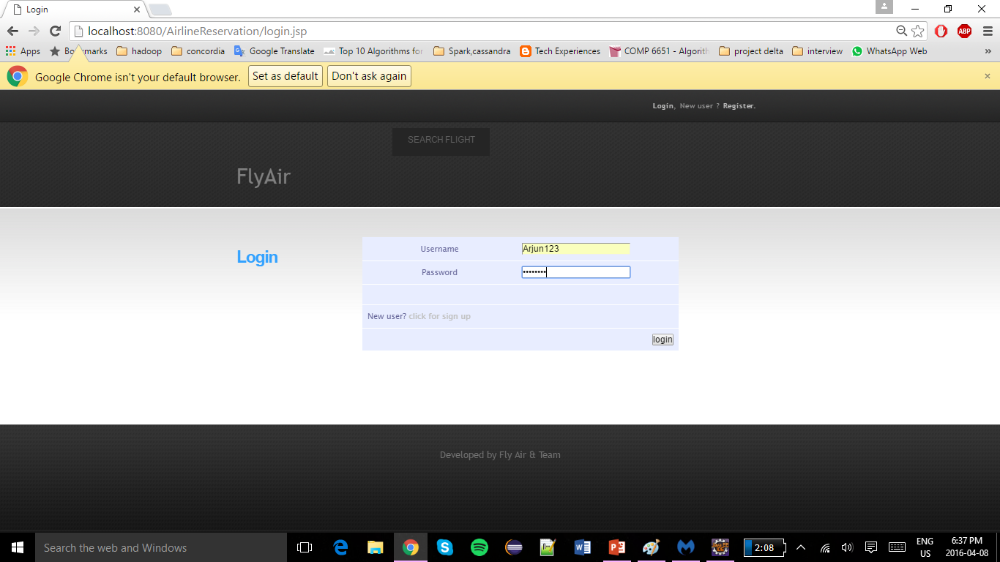 Login
localhost:8080/AirlineReservation/login.jsp
ABP
Apps Bookmarks hadoop concordia Google Translate Top 10 Algorithms for Spark,cassandra Tech Experiences COMP 6651 - Algorith project delta interview WhatsApp Web »
Google Chrome isn't your default browser. Set as default Don't ask again
Login, New user ? Register.
SEARCH FLIGHT
FlyAir
Login
Username Arjun123
Password ••••••••
New user? click for sign up
login
Developed by Fly Air & Team
Search the web and Windows
2:08
ENG
US
6:37 PM
2016-04-08